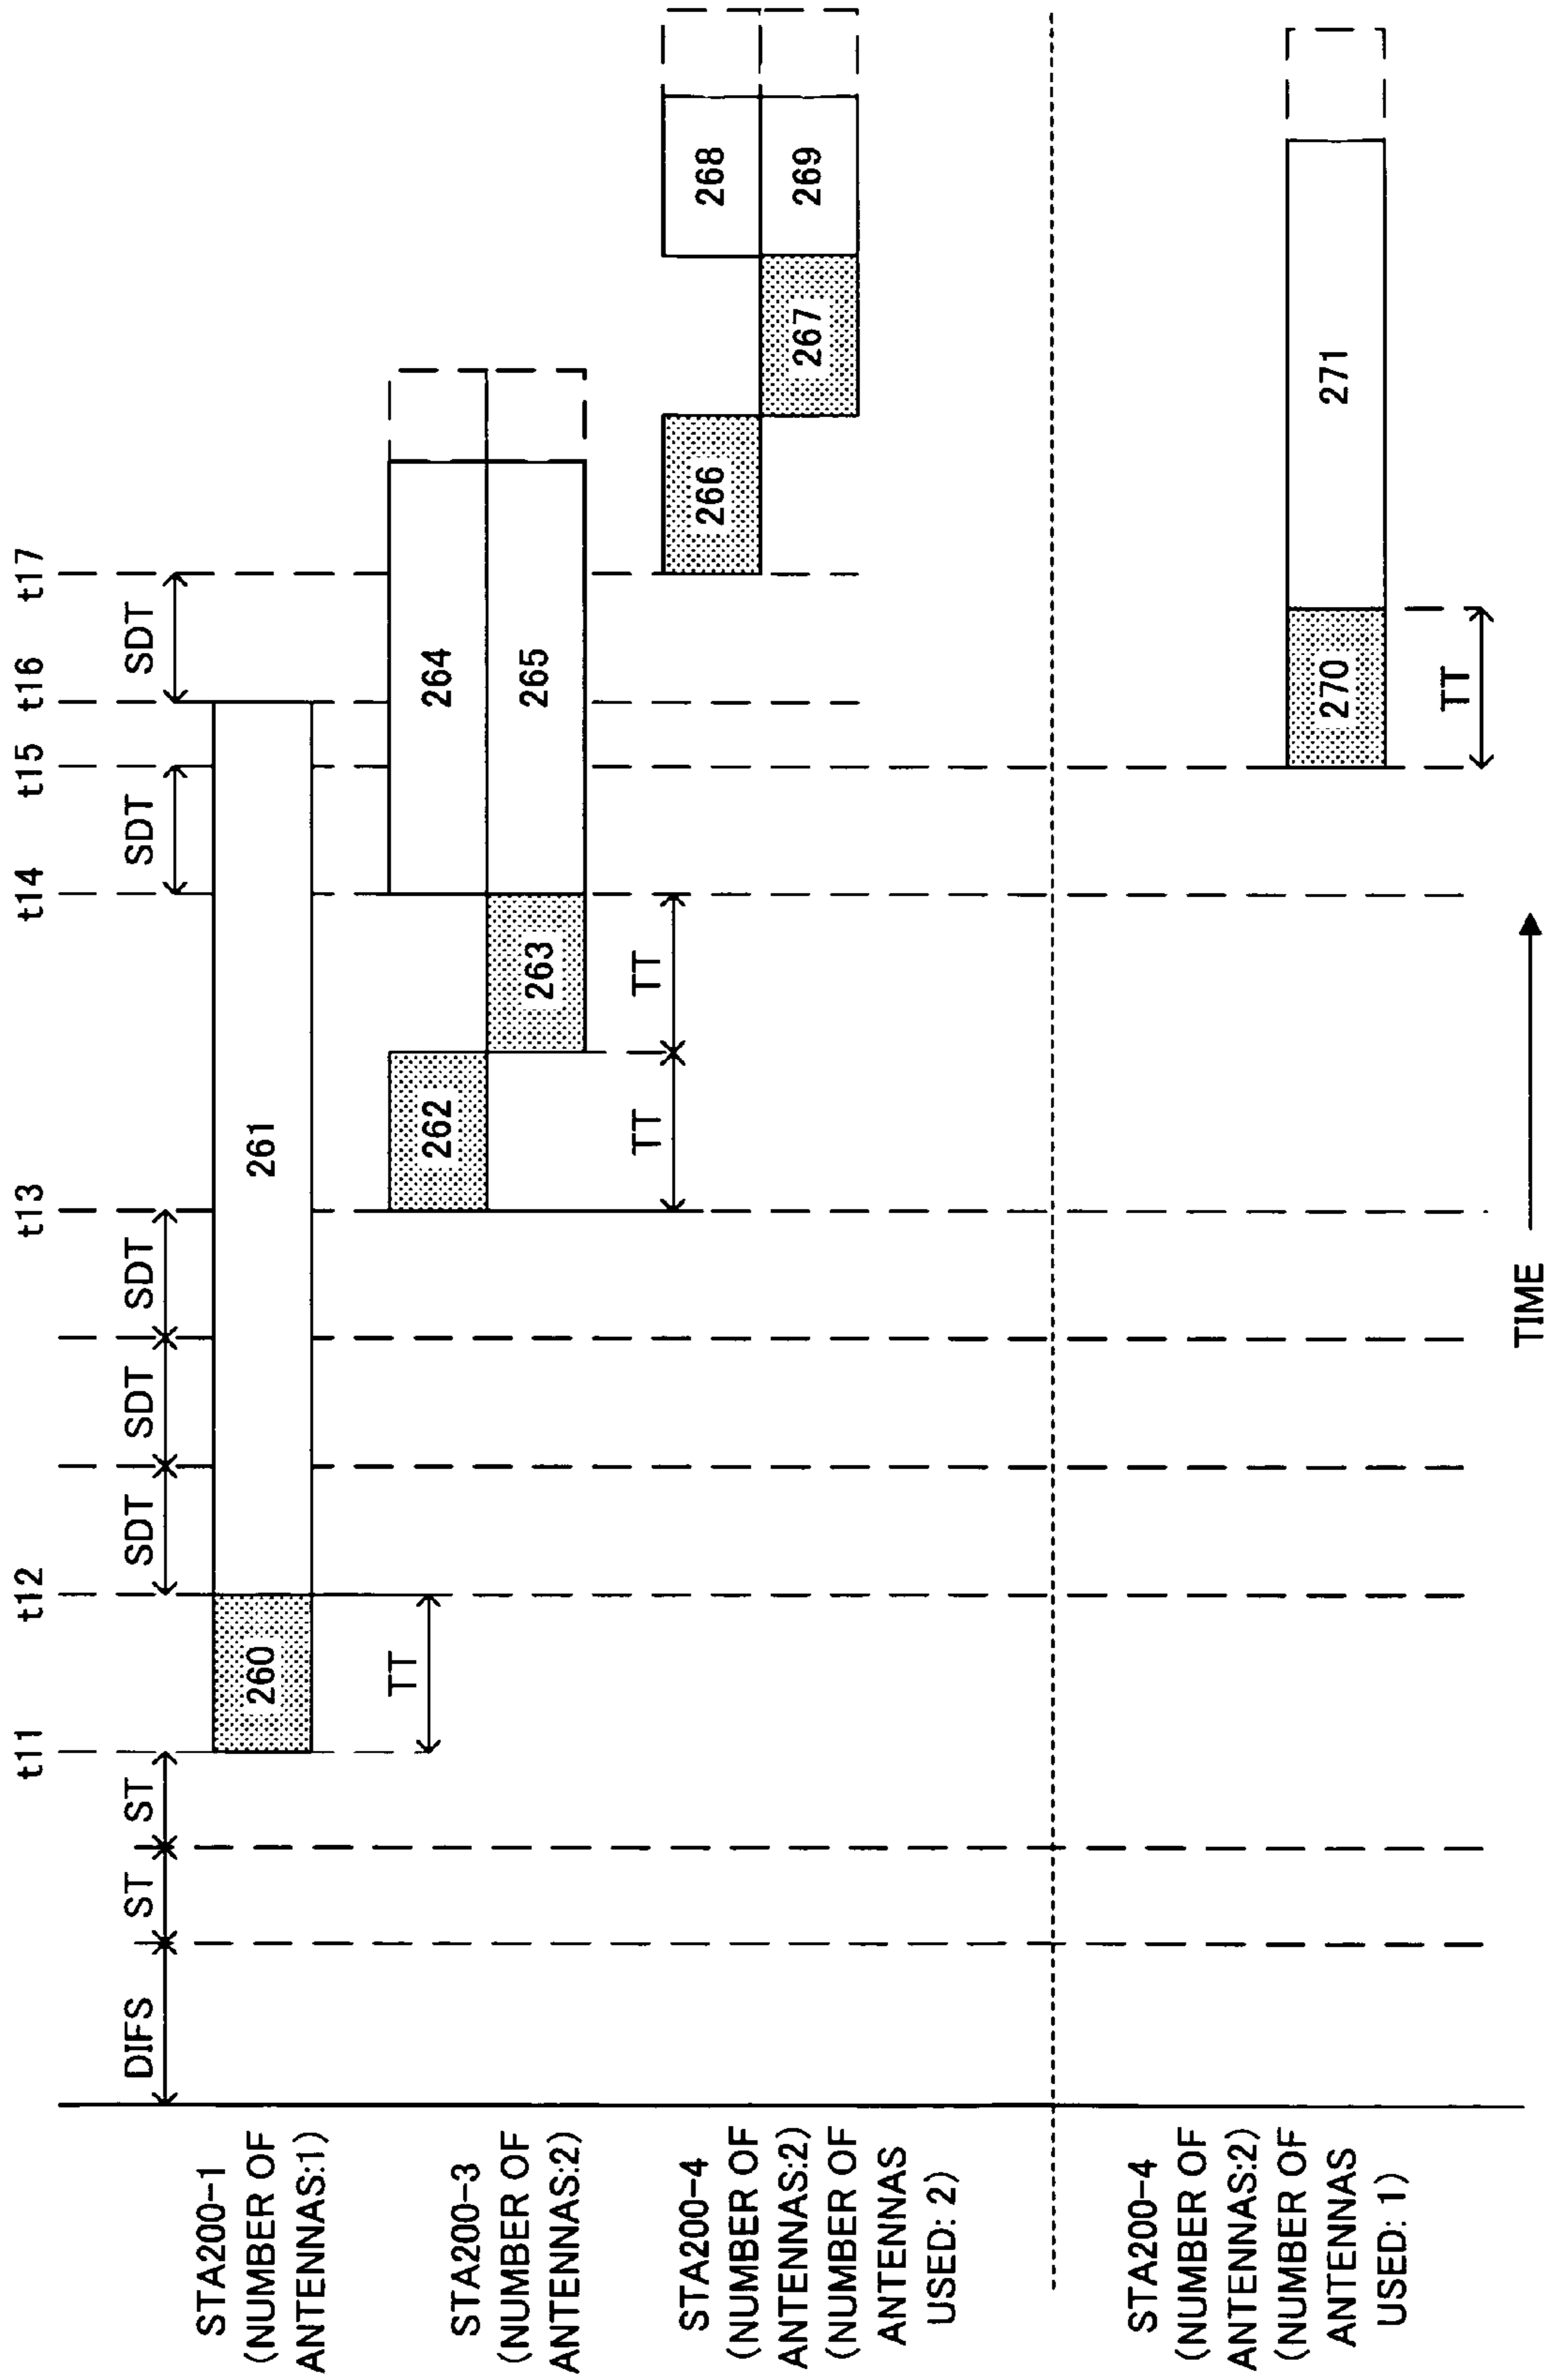 t11
t12
t13
t14
t15
t16
t17
DIFS
ST
ST
SDT
SDT
SDT
SDT
SDT
STA200-1
(NUMBER OF
ANTENNAS:1)
260
261
TT
STA200-3
(NUMBER OF
ANTENNAS:2)
262
263
264
265
TT
TT
STA200-4
(NUMBER OF
ANTENNAS:2)
(NUMBER OF
ANTENNAS
USED: 2)
266
267
268
269
STA200-4
(NUMBER OF
ANTENNAS:2)
(NUMBER OF
ANTENNAS
USED: 1)
270
271
TT
TIME